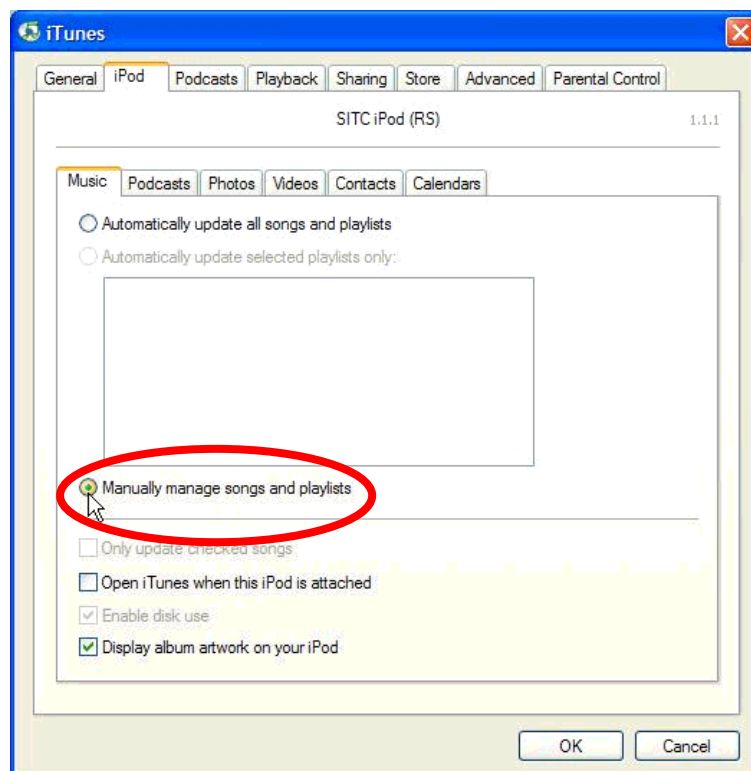 iTunes
General iPod Podcasts Playback Sharing Store Advanced Parental Control
SITC iPod (RS) 1.1.1
Music Podcasts Photos Videos Contacts Calendars
Automatically update all songs and playlists
Automatically update selected playlists only:
Manually manage songs and playlists
Only update checked songs
Open iTunes when this iPod is attached
Enable disk use
Display album artwork on your iPod
OK Cancel